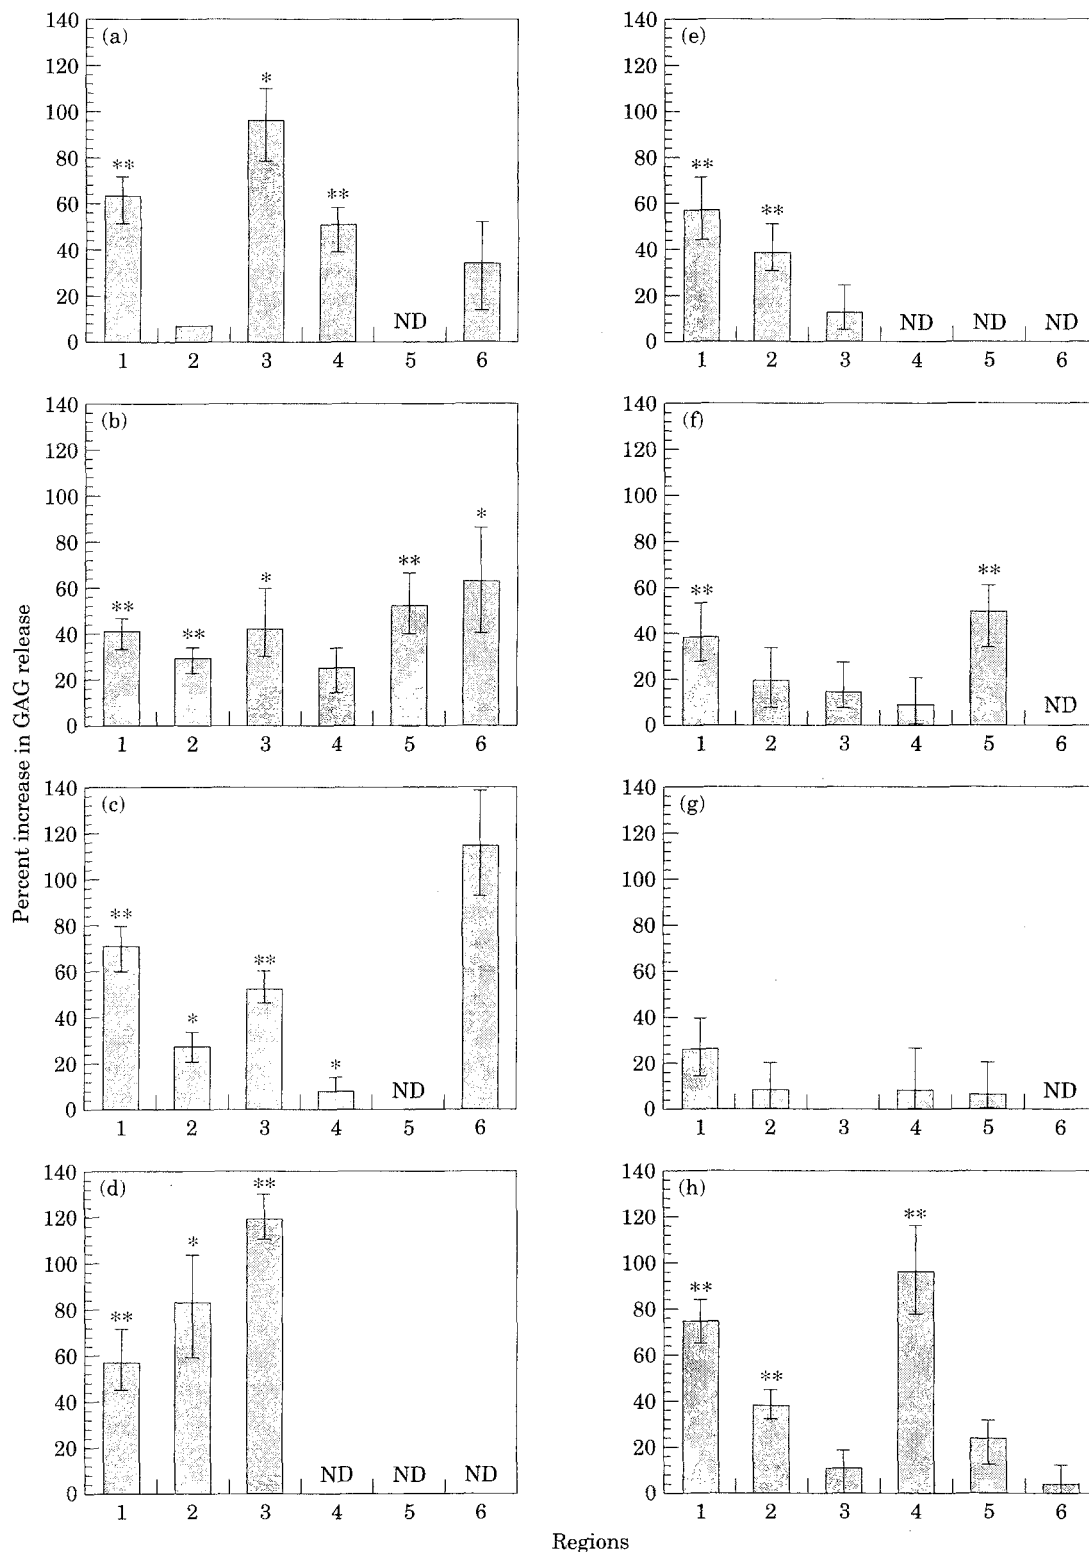 Percent increase in GAG release
(a)
140
120
100
80
60
40
20
0
** * **
ND
1 2 3 4 5 6
(b)
140
120
100
80
60
40
20
0
** ** * ** *
1 2 3 4 5 6
(c)
140
120
100
80
60
40
20
0
** * ** *
ND
1 2 3 4 5 6
(d)
140
120
100
80
60
40
20
0
** * **
ND ND ND
1 2 3 4 5 6
(e)
140
120
100
80
60
40
20
0
** **
ND ND ND
1 2 3 4 5 6
(f)
140
120
100
80
60
40
20
0
** **
ND
1 2 3 4 5 6
(g)
140
120
100
80
60
40
20
0
ND
1 2 3 4 5 6
(h)
140
120
100
80
60
40
20
0
** ** **
1 2 3 4 5 6
Regions